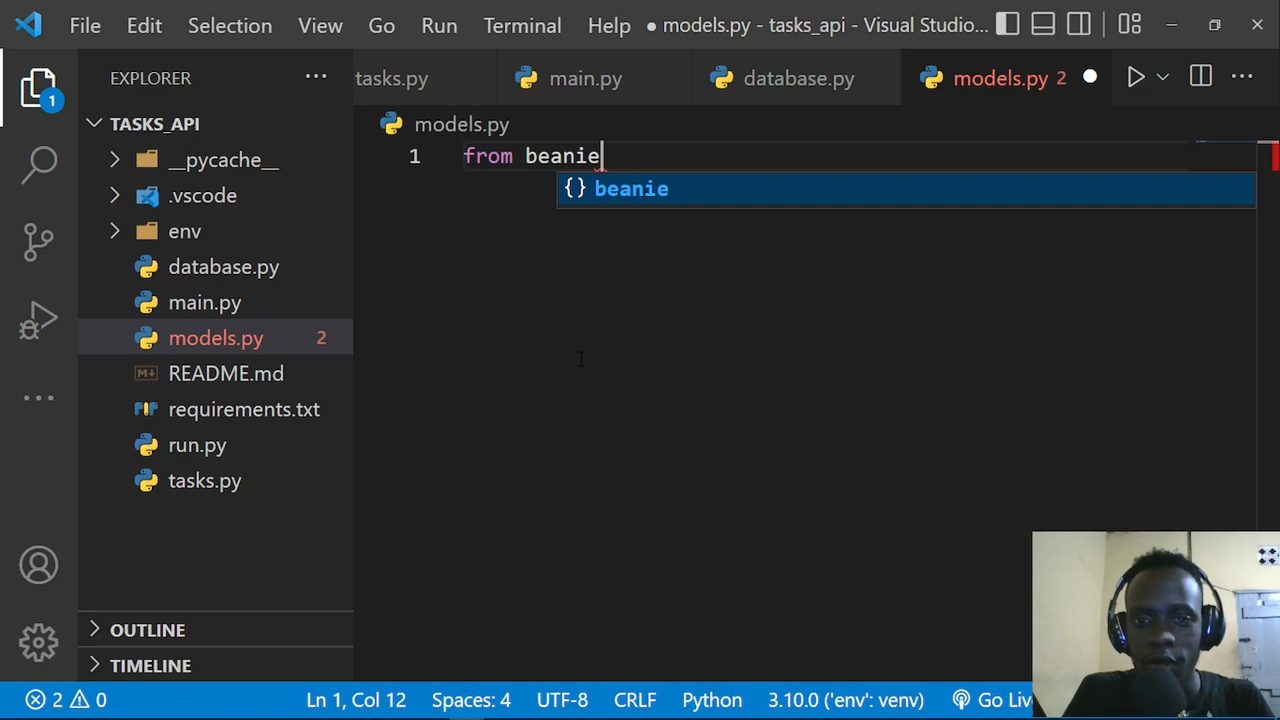 File Edit Selection View Go Run Terminal Help ● models.py - tasks_api - Visual Studio...
EXPLORER ...
tasks.py main.py database.py models.py 2
TASKS_API
models.py
1 from beanie
{} beanie
__pycache__
.vscode
env
database.py
main.py
models.py 2
README.md
requirements.txt
run.py
tasks.py
1
OUTLINE
TIMELINE
2 0 Ln 1, Col 12 Spaces: 4 UTF-8 CRLF Python 3.10.0 ('env': venv) Go Liv